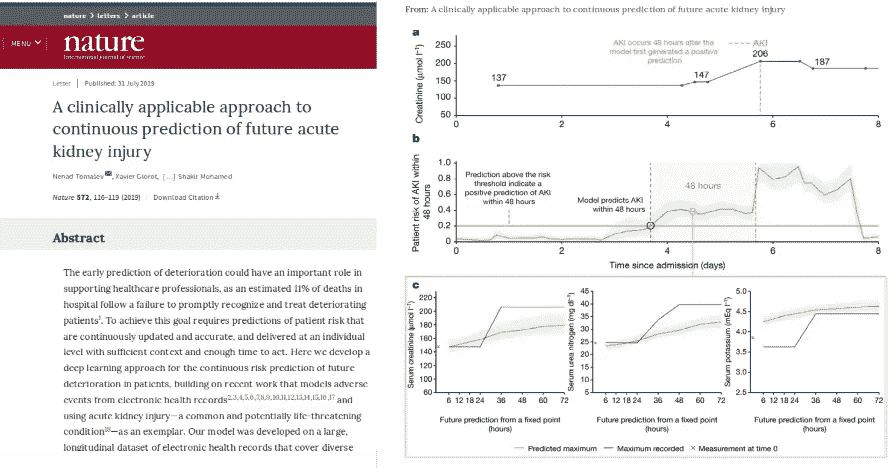 nature > letters > article
MENU
nature
International journal of science
Letter | Published: 31 July 2019
A clinically applicable approach to
continuous prediction of future acute
kidney injury
Nenad Tomašev, Xavier Glorot, […] Shakir Mohamed
Nature 572, 116–119 (2019) | Download Citation
Abstract
The early prediction of deterioration could have an important role in
supporting healthcare professionals, as an estimated 11% of deaths in
hospital follow a failure to promptly recognize and treat deteriorating
patients1. To achieve this goal requires predictions of patient risk that
are continuously updated and accurate, and delivered at an individual
level with sufficient context and enough time to act. Here we develop a
deep learning approach for the continuous risk prediction of future
deterioration in patients, building on recent work that models adverse
events from electronic health records2,3,4,5,6,7,8,9,10,11,12,13,14,15,16,17 and
using acute kidney injury—a common and potentially life-threatening
condition18—as an exemplar. Our model was developed on a large,
longitudinal dataset of electronic health records that cover diverse
From: A clinically applicable approach to continuous prediction of future acute kidney injury
a
Creatinine (μmol l−1)
250
200
150
100
50
137
147
206
187
AKI occurs 48 hours after the
model first generated a positive
prediction
AKI
0 2 4 6 8
b
Patient risk of AKI within
48 hours
1.0
0.8
0.6
0.4
0.2
0
Prediction above the risk
threshold indicate a
positive prediction of AKI
within 48 hours
Model predicts AKI
within 48 hours
48 hours
0 2 4 6 8
Time since admission (days)
c
Serum creatinine (μmol l−1)
220
200
180
160
140
120
100
80
60
6 12 18 24 36 48 60 72
Future prediction from a fixed point
(hours)
Serum urea nitrogen (mg dl−1)
45
40
35
30
25
20
15
10
5
6 12 18 24 36 48 60 72
Future prediction from a fixed point
(hours)
Serum potassium (mEq l−1)
5.0
4.5
4.0
3.5
3.0
2.5
6 12 18 24 36 48 60 72
Future prediction from a fixed point
(hours)
Predicted maximum
Maximum recorded
× Measurement at time 0